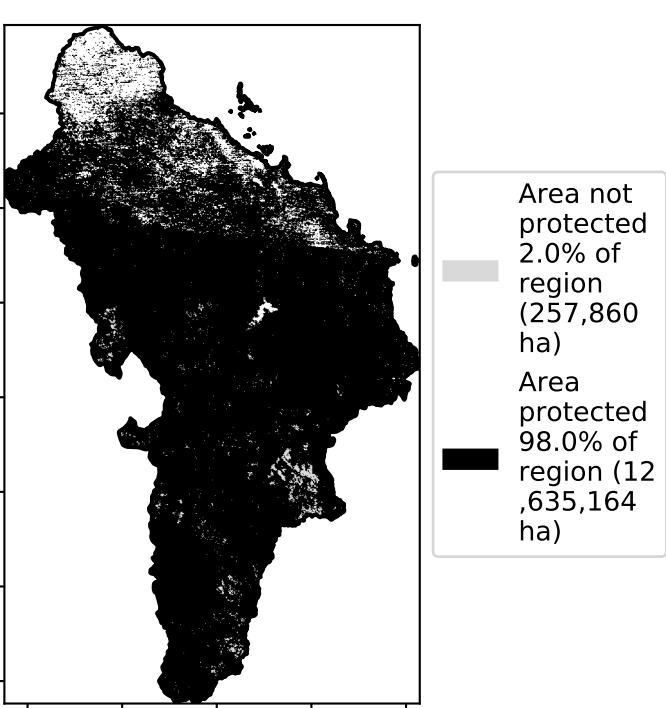 Area not
protected
2.0% of
region
(257,860
ha)
Area
protected
98.0% of
region (12
,635,164
ha)